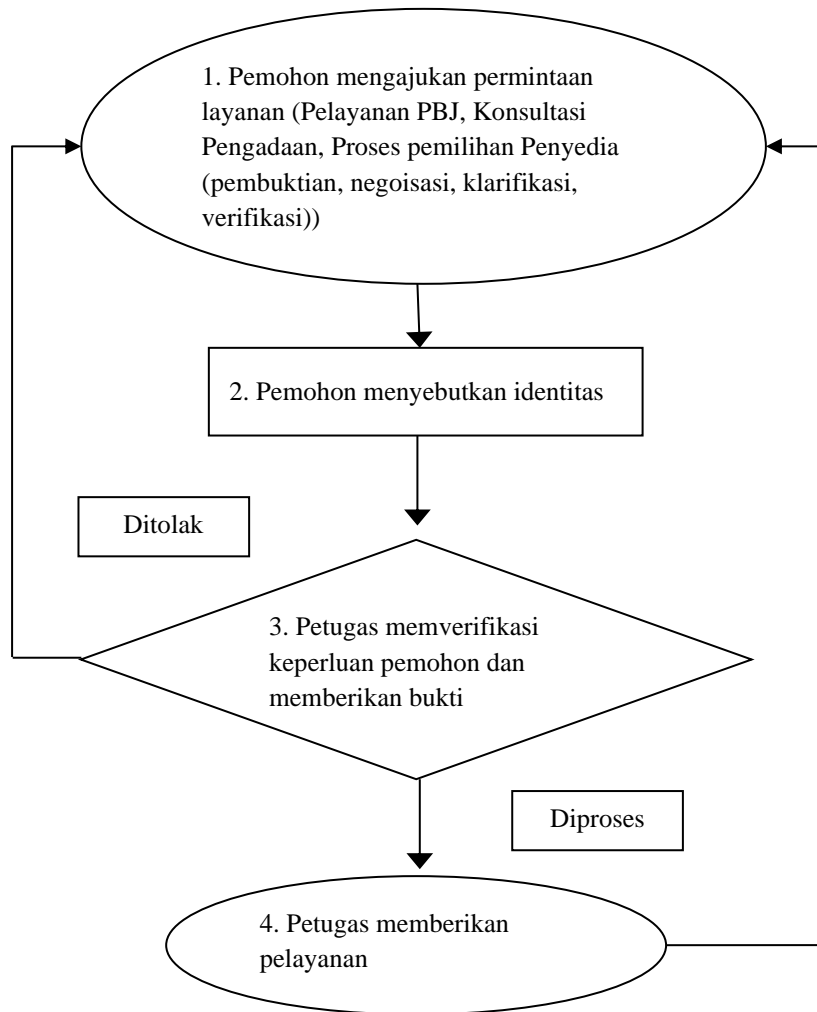 1. Pemohon mengajukan permintaan
layanan (Pelayanan PBJ, Konsultasi
Pengadaan, Proses pemilihan Penyedia
(pembuktian, negoisasi, klarifikasi,
verifikasi))
2. Pemohon menyebutkan identitas
Ditolak
3. Petugas memverifikasi
keperluan pemohon dan
memberikan bukti
Diproses
4. Petugas memberikan
pelayanan